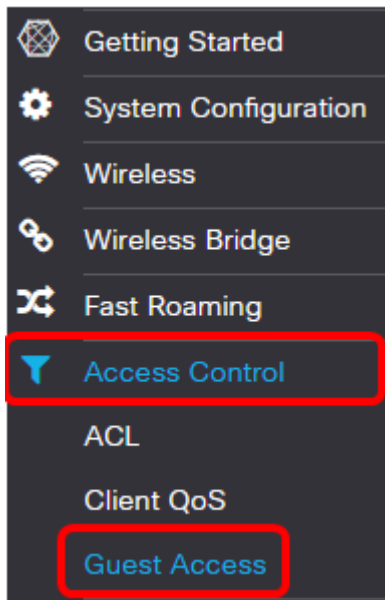 Getting Started
System Configuration
Wireless
Wireless Bridge
Fast Roaming
Access Control
ACL
Client QoS
Guest Access